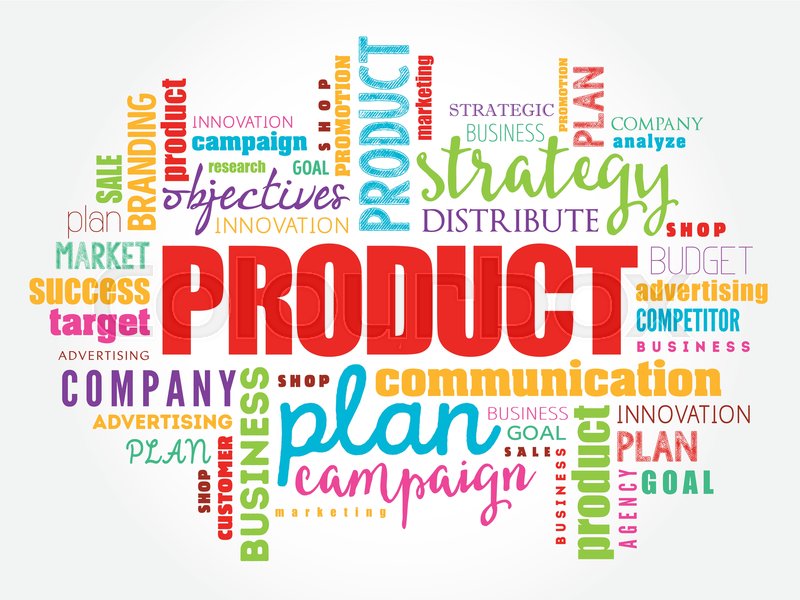 PRODUCT
marketing
PROMOTION
PLAN
SHOP
PROMOTION
product
BRANDING
INNOVATION
campaign
research
GOAL
objectives
INNOVATION
STRATEGIC
BUSINESS
COMPANY
analyze
strategy
DISTRIBUTE
SALE
plan
MARKET
success
target
ADVERTISING
PRODUCT
SHOP
BUDGET
advertising
COMPETITOR
BUSINESS
COMPANY
ADVERTISING
PLAN
SHOP
CUSTOMER
BUSINESS
SHOP
plan
communication
BUSINESS
GOAL
SALE
campaign
marketing
BUSINESS
product
INNOVATION
PLAN
AGENCY
GOAL
colourbox